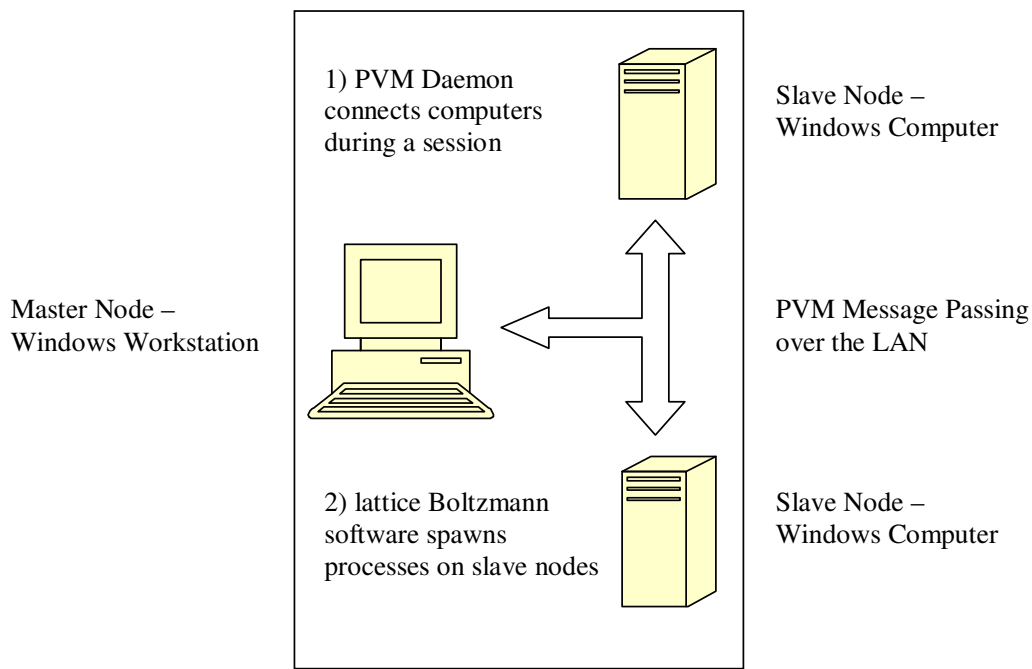 1) PVM Daemon
connects computers
during a session
Slave Node –
Windows Computer
Master Node –
Windows Workstation
PVM Message Passing
over the LAN
2) lattice Boltzmann
software spawns
processes on slave nodes
Slave Node –
Windows Computer